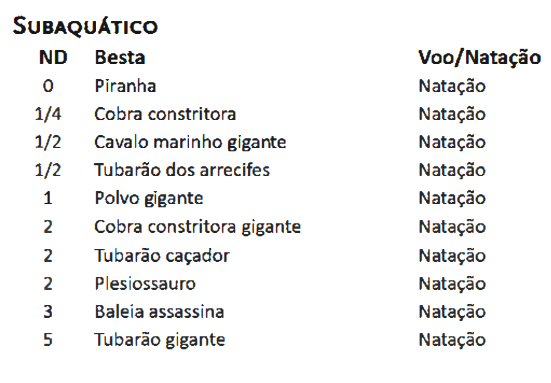 Subaquático
ND Besta Voo/Natação
0 Piranha Natação
1/4 Cobra constritora Natação
1/2 Cavalo marinho gigante Natação
1/2 Tubarão dos arrecifes Natação
1 Polvo gigante Natação
2 Cobra constritora gigante Natação
2 Tubarão caçador Natação
2 Plesiossauro Natação
3 Baleia assassina Natação
5 Tubarão gigante Natação